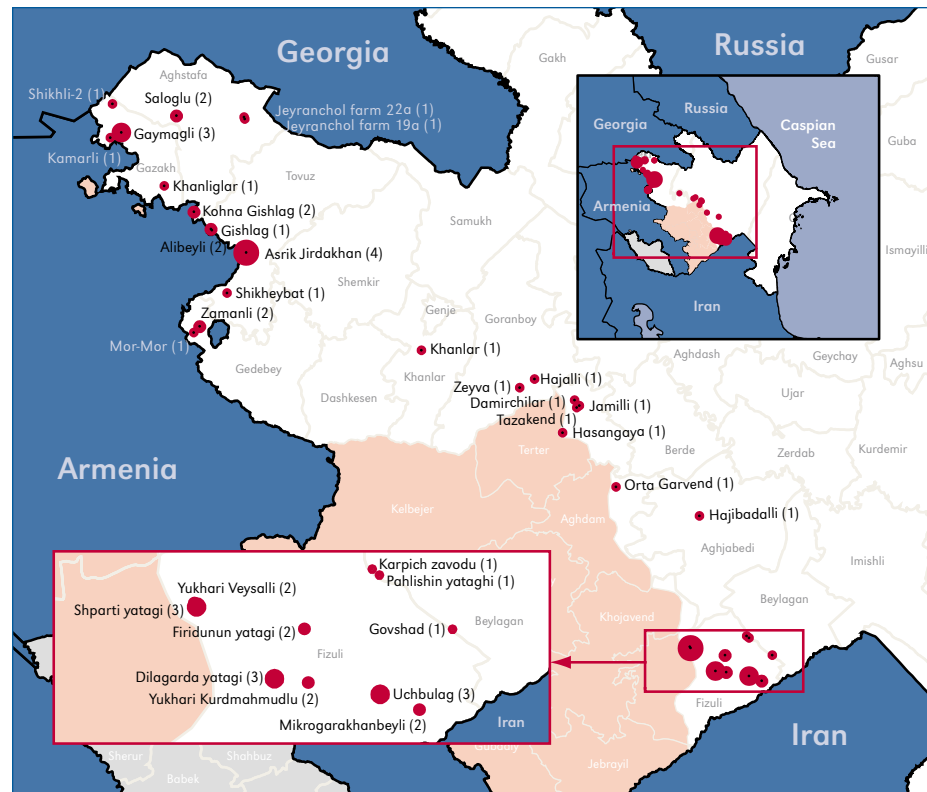 Georgia
Russia
Gakh
Gusar
Aghstafa
Shikhli-2 (1)
Saloglu (2)
Jeyranchol farm 22a (1)
Jeyranchol farm 19a (1)
Gaymagli (3)
Kamarli (1)
Gazakh
Tovuz
Khanliglar (1)
Kohna Gishlag (2)
Gishlag (1)
Alibeyli (2)
Asrik Jirdakhan (4)
Samukh
Shemkir
Shikheybat (1)
Zamanli (2)
Mor-Mor (1)
Gedebey
Genje
Goranboy
Khanlar (1)
Khanlar
Dashkesen
Russia
Georgia
Caspian
Sea
Armenia
Iran
Guba
Ismayilli
Aghdash
Geychay
Aghsu
Zeyva (1)
Hajalli (1)
Damirchilar (1)
Jamilli (1)
Tazakend (1)
Hasangaya (1)
Ujar
Terter
Berde
Zerdab
Kurdemir
Armenia
Kelbejer
Orta Garvend (1)
Aghdam
Hajibadalli (1)
Aghjabedi
Imishli
Beylagan
Khojavend
Fizuli
Karpich zavodu (1)
Pahlishin yataghi (1)
Yukhari Veysalli (2)
Shparti yatagi (3)
Firidunun yatagi (2)
Govshad (1)
Beylagan
Fizuli
Dilagarda yatagi (3)
Yukhari Kurdmahmudlu (2)
Uchbulag (3)
Mikrogarakhanbeyli (2)
Iran
Iran
Sherur
Babek
Shahbuz
Gubadly
Jebrayil